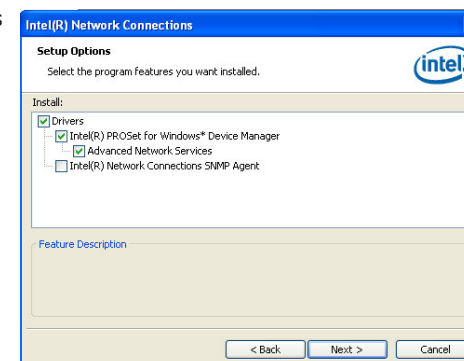 s
Intel(R) Network Connections
Setup Options
Select the program features you want installed.
intel
Install:
Drivers
Intel(R) PROSet for Windows* Device Manager
Advanced Network Services
Intel(R) Network Connections SNMP Agent
Feature Description
< Back Next > Cancel